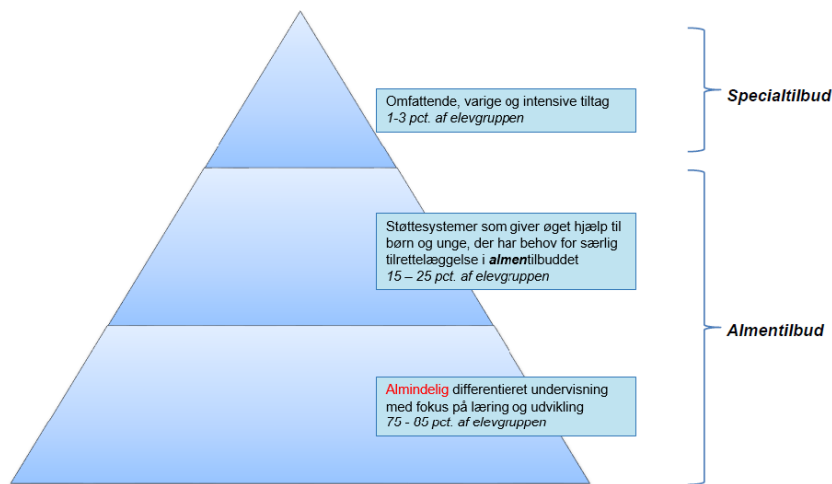 Omfattende, varige og intensive tiltag
1-3 pct. af elevgruppen
Specialtilbud
Støttesystemer som giver øget hjælp til
børn og unge, der har behov for særlig
tilrettelæggelse i almentilbuddet
15 – 25 pct. af elevgruppen
Almentilbud
Almindelig differentieret undervisning
med fokus på læring og udvikling
75 - 05 pct. af elevgruppen